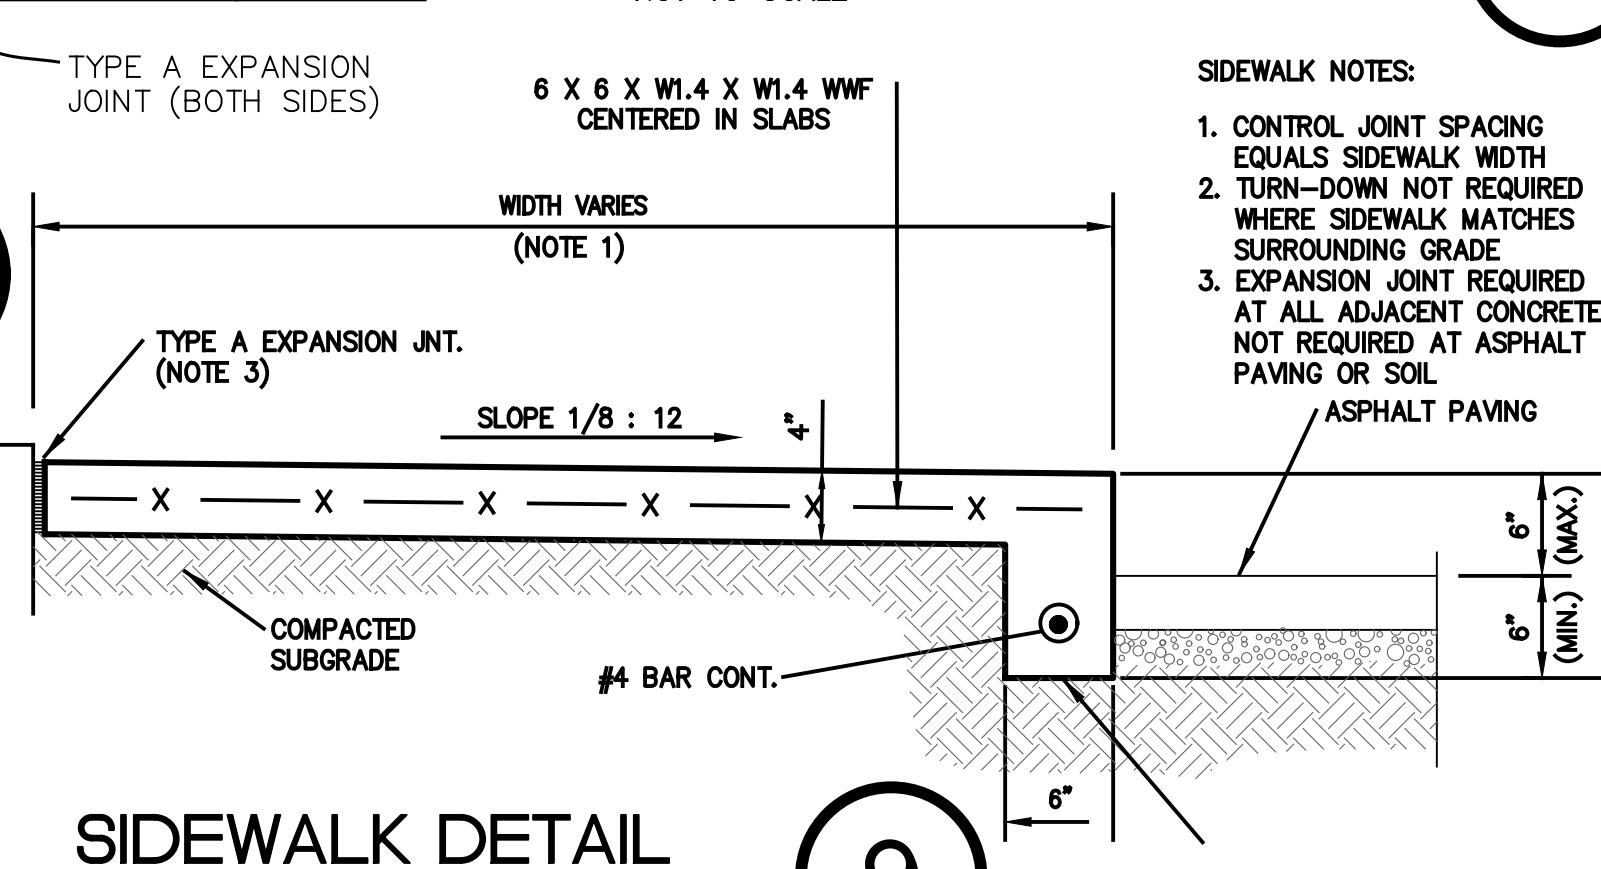 TYPE A EXPANSION
JOINT (BOTH SIDES)
6 X 6 X W1.4 X W1.4 WWF
CENTERED IN SLABS
WIDTH VARIES
(NOTE 1)
TYPE A EXPANSION JNT.
(NOTE 3)
SLOPE 1/8 : 12
4"
X X X X X X
COMPACTED
SUBGRADE
#4 BAR CONT.
6"
SIDEWALK NOTES:
1. CONTROL JOINT SPACING
EQUALS SIDEWALK WIDTH
2. TURN-DOWN NOT REQUIRED
WHERE SIDEWALK MATCHES
SURROUNDING GRADE
3. EXPANSION JOINT REQUIRED
AT ALL ADJACENT CONCRETE
NOT REQUIRED AT ASPHALT
PAVING OR SOIL
ASPHALT PAVING
6"
(MAX.)
6"
(MIN.)
SIDEWALK DETAIL